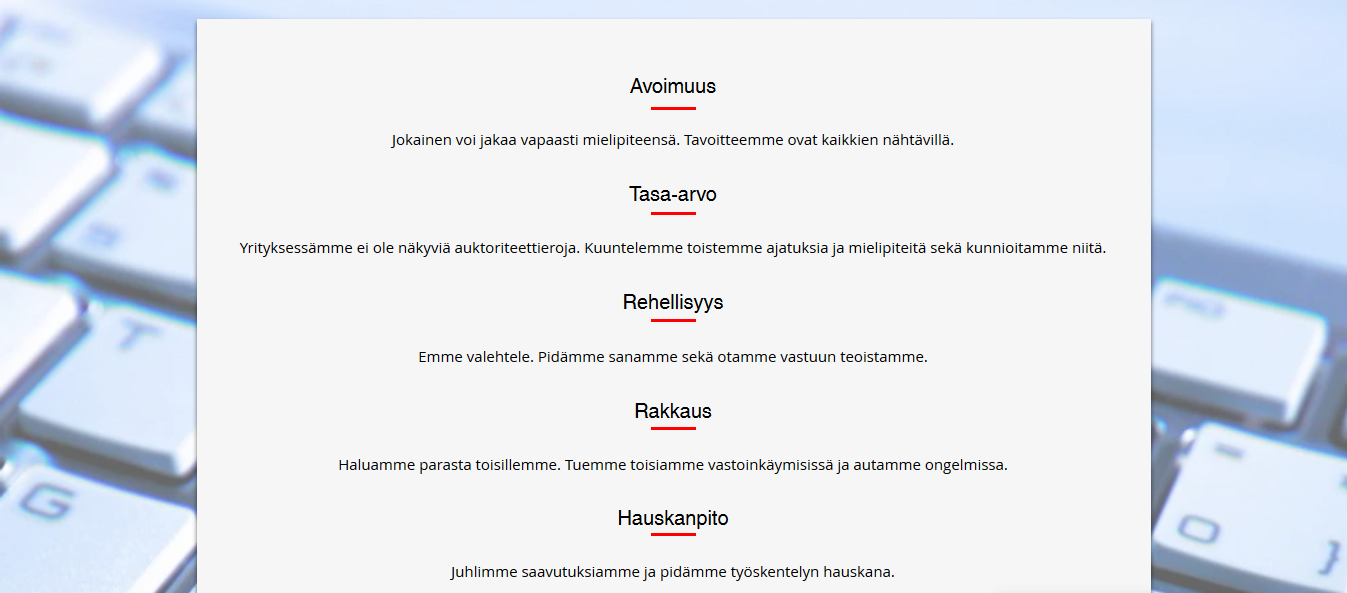 Avoimuus
Jokainen voi jakaa vapaasti mielipiteensä. Tavoitteemme ovat kaikkien nähtävillä.
Tasa-arvo
Yrityksessämme ei ole näkyviä auktoriteettieroja. Kuuntelemme toistemme ajatuksia ja mielipiteitä sekä kunnioitamme niitä.
Rehellisyys
Emme valehtele. Pidämme sanamme sekä otamme vastuun teoistamme.
Rakkaus
Haluamme parasta toisillemme. Tuemme toisiamme vastoinkäymisissä ja autamme ongelmissa.
Hauskanpito
Juhlimme saavutuksiamme ja pidämme työskentelyn hauskana.
T
G
O
}